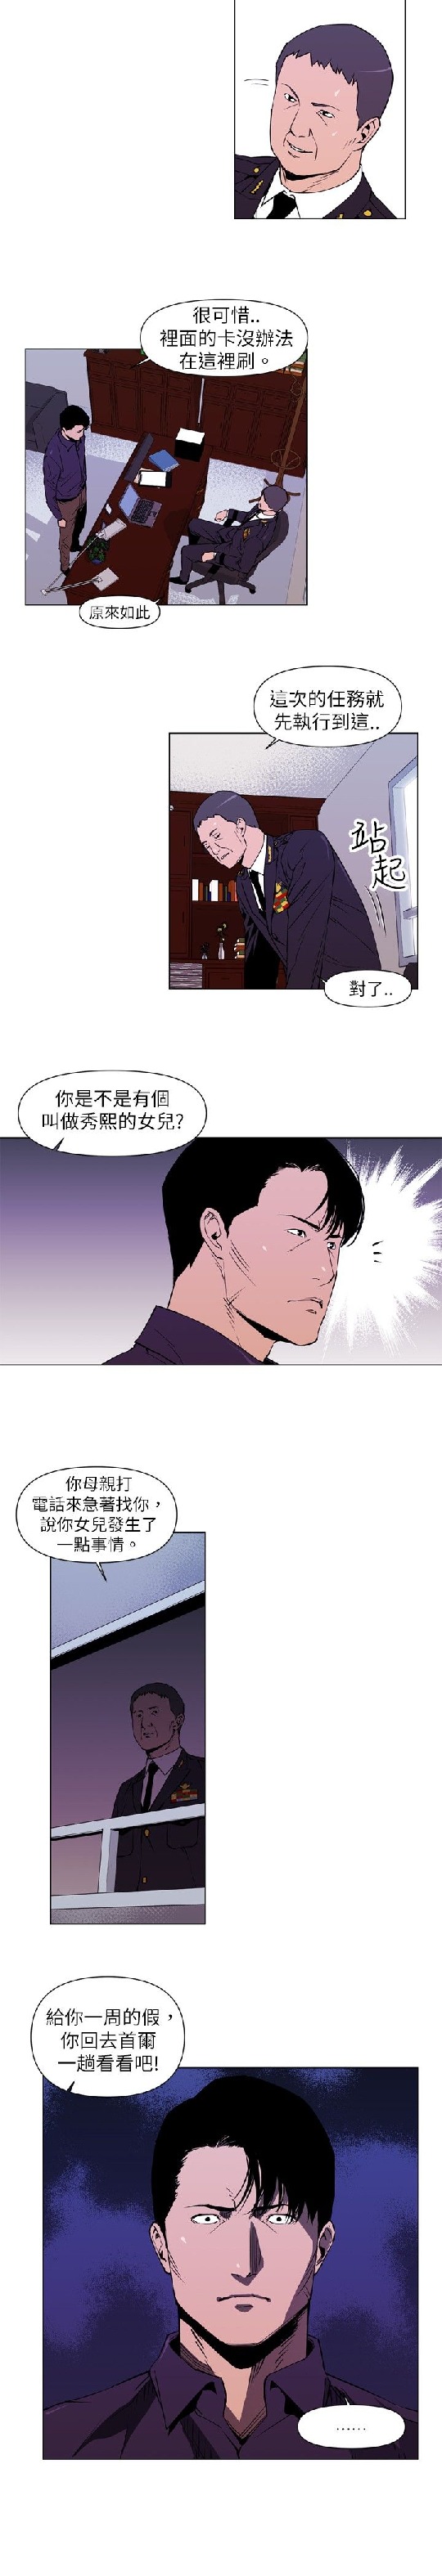 很可惜..
裡面的卡沒辦法
在這裡刷。
原來如此
這次的任務就
先執行到這..
站起
對了..
你是不是有個
叫做秀熙的女兒?
你母親打
電話來急著找你，
說你女兒發生了
一點事情。
給你一周的假，
你回去首爾
一趟看看吧!
……